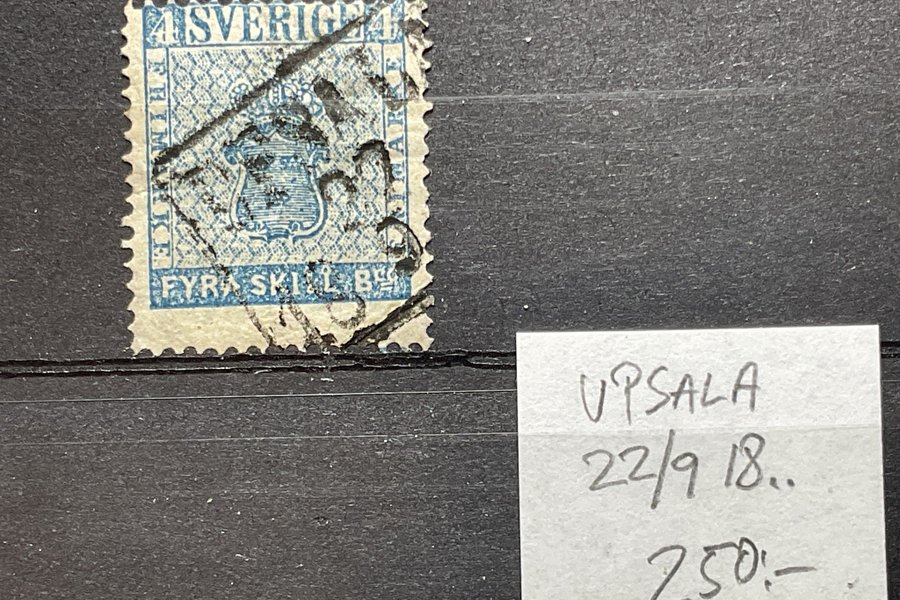 4 SVERIGE 4
FRIMÄRKE
FRIMÄRKE
FYRA SKILL. Bco
UPSALA
22/9 18..
250:-